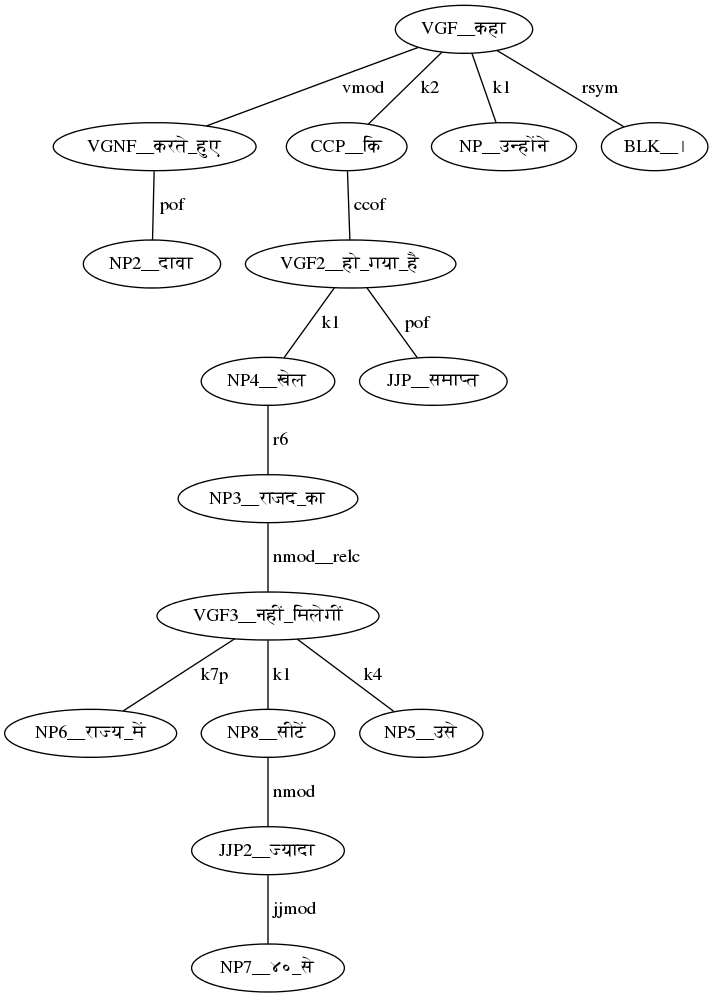 VGF__कहा
vmod k2 k1 rsym
VGNF__करते_हुए CCP__कि NP__उन्होंने BLK__।
pof ccof
NP2__दावा VGF2__हो_गया_है
k1 pof
NP4__खेल JJP__समाप्त
r6
NP3__राजद_का
nmod__relc
VGF3__नहीं_मिलेगीं
k7p k1 k4
NP6__राज्य_में NP8__सीटें NP5__उसे
nmod
JJP2__ज्यादा
jjmod
NP7__४०_से